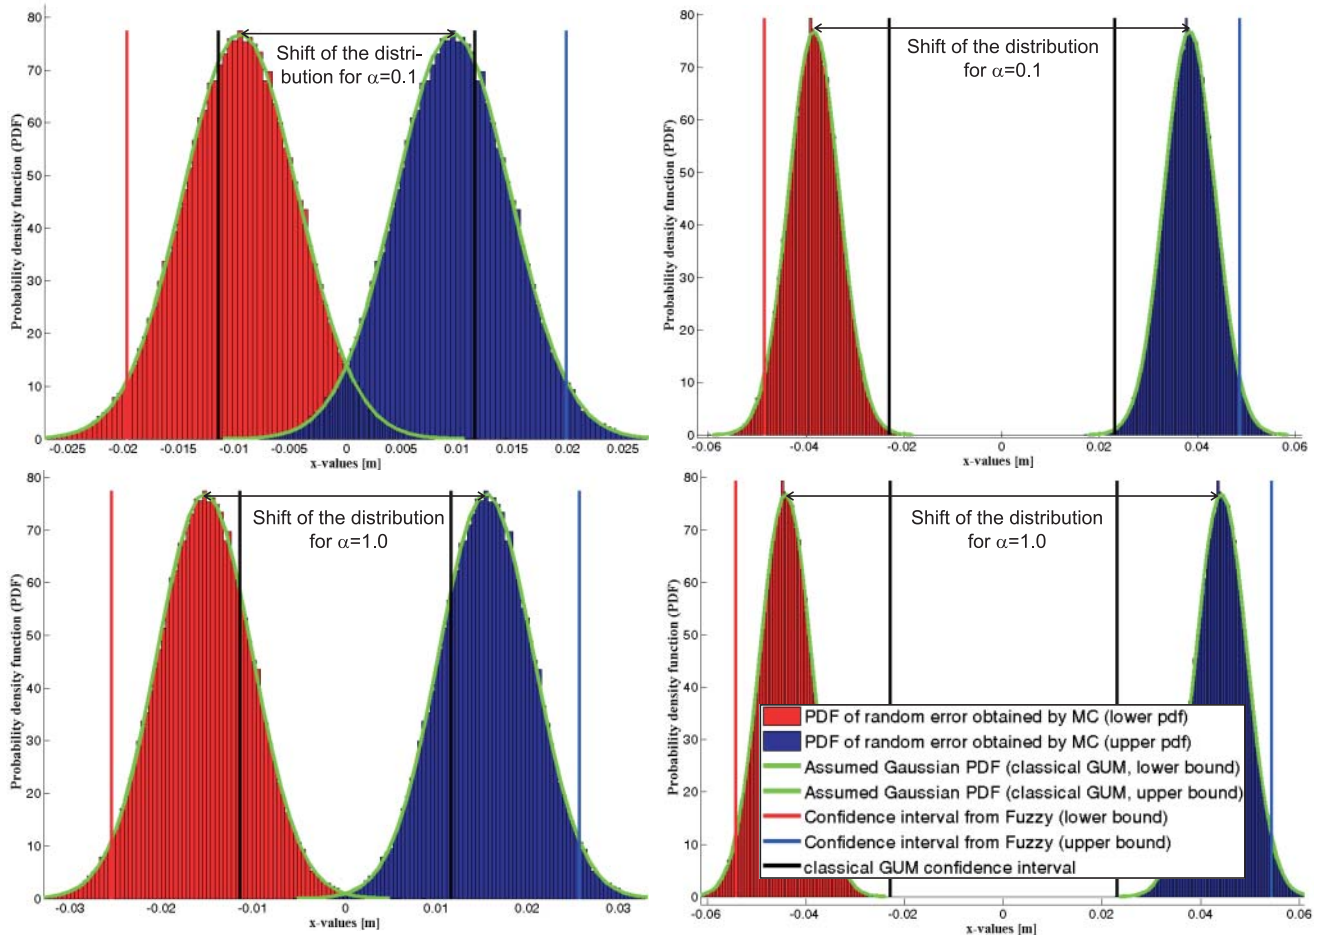 80
70
60
50
40
30
20
10
0
Probability density function (PDF)
Shift of the distri-
bution for α=0.1
-0.025 -0.02 -0.015 -0.01 -0.005 0 0.005 0.01 0.015 0.02 0.025
x-values [m]
80
70
60
50
40
30
20
10
0
Probability density function (PDF)
Shift of the distribution
for α=0.1
-0.06 -0.04 -0.02 0 0.02 0.04 0.06
x-values [m]
80
70
60
50
40
30
20
10
0
Probability density function (PDF)
Shift of the distribution
for α=1.0
-0.03 -0.02 -0.01 0 0.01 0.02 0.03
x-values [m]
80
70
60
50
40
30
20
10
0
Probability density function (PDF)
Shift of the distribution
for α=1.0
PDF of random error obtained by MC (lower pdf)
PDF of random error obtained by MC (upper pdf)
Assumed Gaussian PDF (classical GUM, lower bound)
Assumed Gaussian PDF (classical GUM, upper bound)
Confidence interval from Fuzzy (lower bound)
Confidence interval from Fuzzy (upper bound)
classical GUM confidence interval
-0.06 -0.04 -0.02 0 0.02 0.04 0.06
x-values [m]